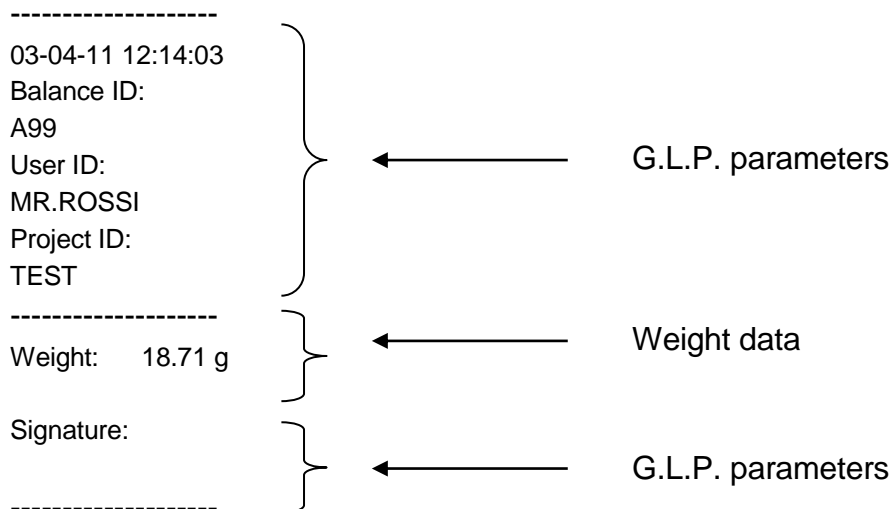 --------------------
03-04-11 12:14:03
Balance ID:
A99
User ID:
MR.ROSSI
Project ID:
TEST
G.L.P. parameters
--------------------
Weight: 18.71 g
Weight data
Signature:
G.L.P. parameters
--------------------